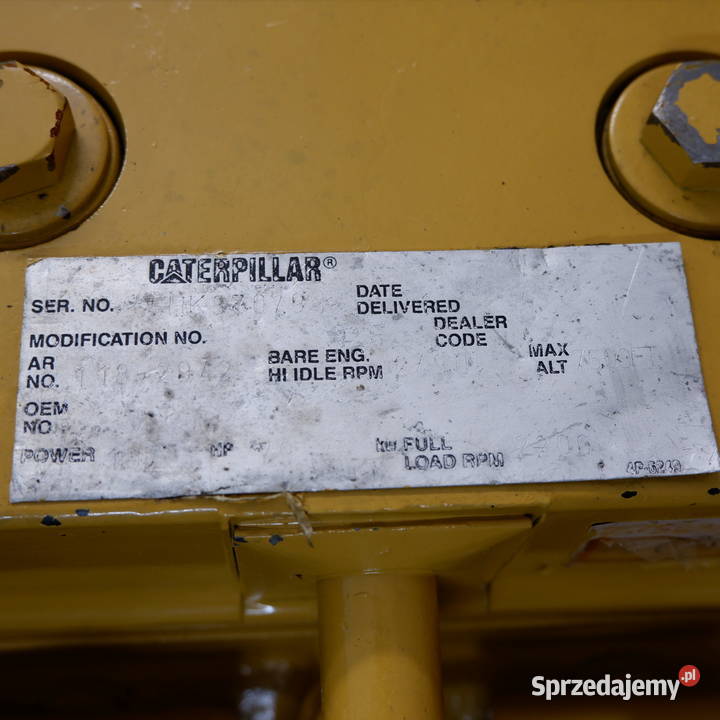 CATERPILLAR®
SER. NO.
DATE
DELIVERED
MODIFICATION NO.
DEALER
CODE
AR
NO.
BARE ENG.
HI IDLE RPM
MAX
ALT
OEM
NO.
POWER HP kw FULL
LOAD RPM
4P-6249
Sprzedajemy.pl